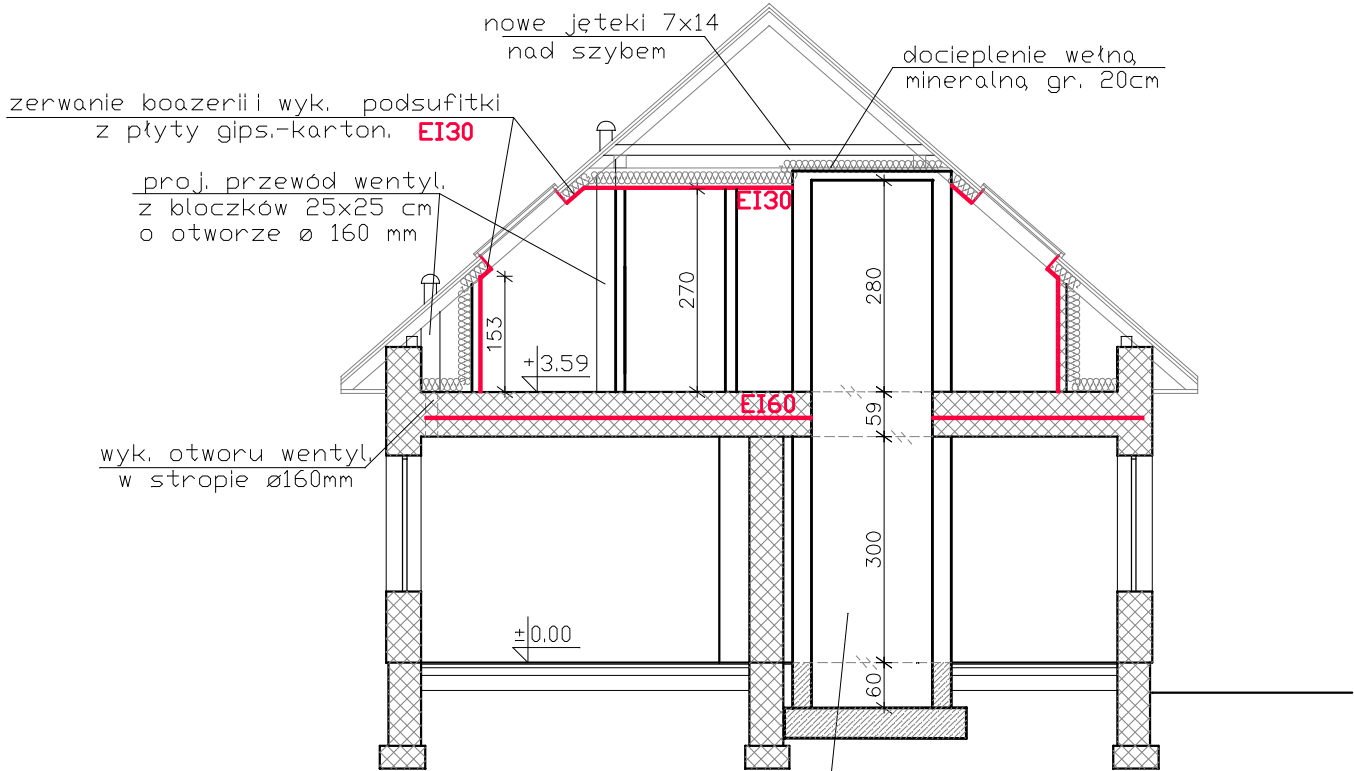 nowe jęteki 7x14
nad szybem
docieplenie wełną
mineralną gr. 20cm
zerwanie boazerii i wyk. podsufitki
z płyty gips.-karton. EI30
proj. przewód wentyl.
z bloczków 25x25 cm
o otworze ø 160 mm
EI30
270
280
153
+3.59
EI60
59
wyk. otworu wentyl.
w stropie ø160mm
300
±0.00
60